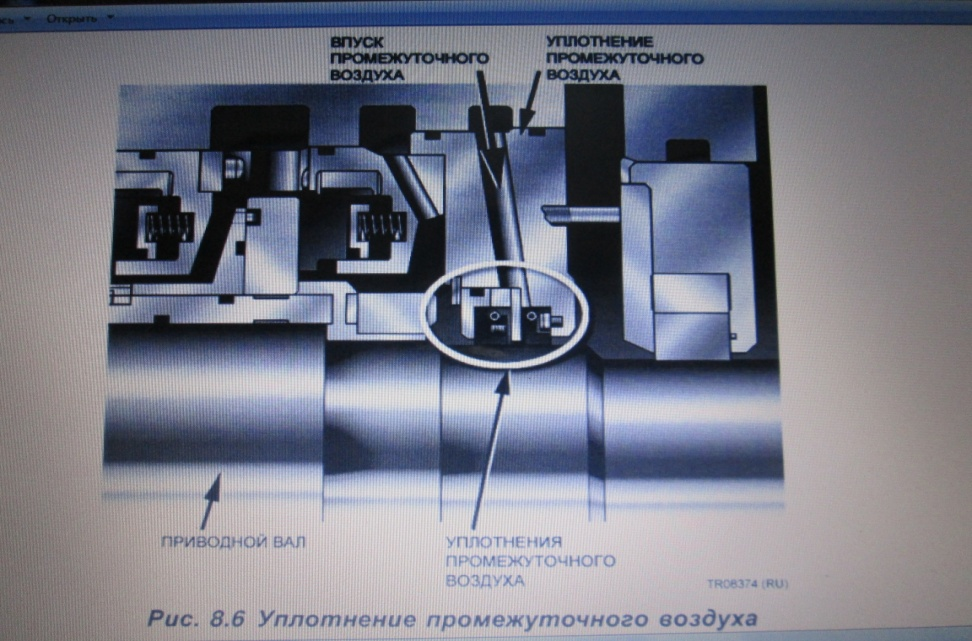 Открыть
ВПУСК
ПРОМЕЖУТОЧНОГО
ВОЗДУХА
УПЛОТНЕНИЕ
ПРОМЕЖУТОЧНОГО
ВОЗДУХА
ПРИВОДНОЙ ВАЛ
УПЛОТНЕНИЯ
ПРОМЕЖУТОЧНОГО
ВОЗДУХА
TR08374 (RU)
Рис. 8.6 Уплотнение промежуточного воздуха